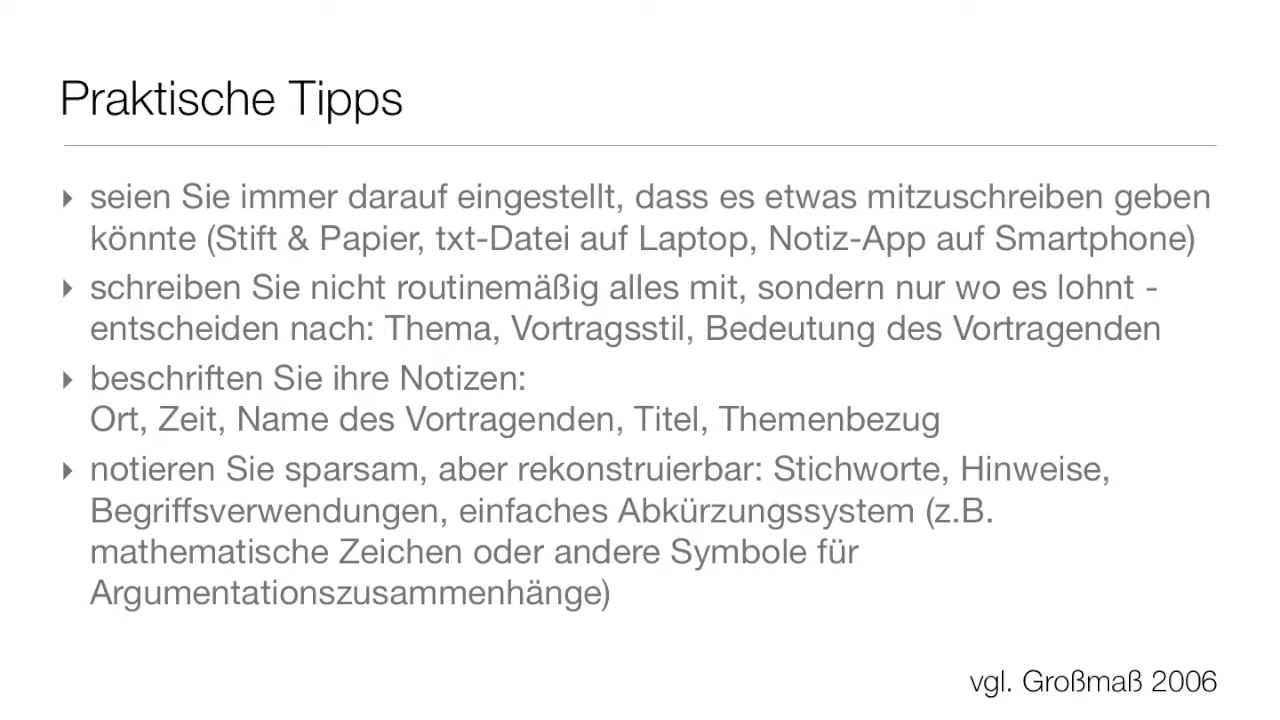 Praktische Tipps
‣ seien Sie immer darauf eingestellt, dass es etwas mitzuschreiben geben
könnte (Stift & Papier, txt-Datei auf Laptop, Notiz-App auf Smartphone)
‣ schreiben Sie nicht routinemäßig alles mit, sondern nur wo es lohnt -
entscheiden nach: Thema, Vortragsstil, Bedeutung des Vortragenden
‣ beschriften Sie ihre Notizen:
Ort, Zeit, Name des Vortragenden, Titel, Themenbezug
‣ notieren Sie sparsam, aber rekonstruierbar: Stichworte, Hinweise,
Begriffsverwendungen, einfaches Abkürzungssystem (z.B.
mathematische Zeichen oder andere Symbole für
Argumentationszusammenhänge)
vgl. Großmaß 2006